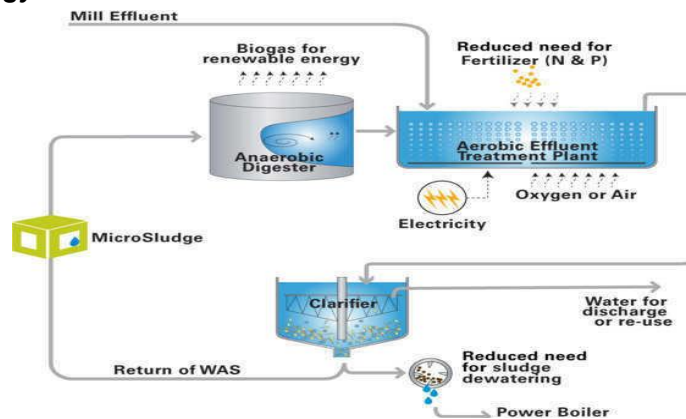 gy
Mill Effluent
Biogas for
renewable energy
Reduced need for
Fertilizer (N & P)
Anaerobic
Digester
Aerobic Effluent
Treatment Plant
Electricity
Oxygen or Air
MicroSludge
Clarifier
Water for
discharge
or re-use
Return of WAS
Reduced need
for sludge
dewatering
Power Boiler